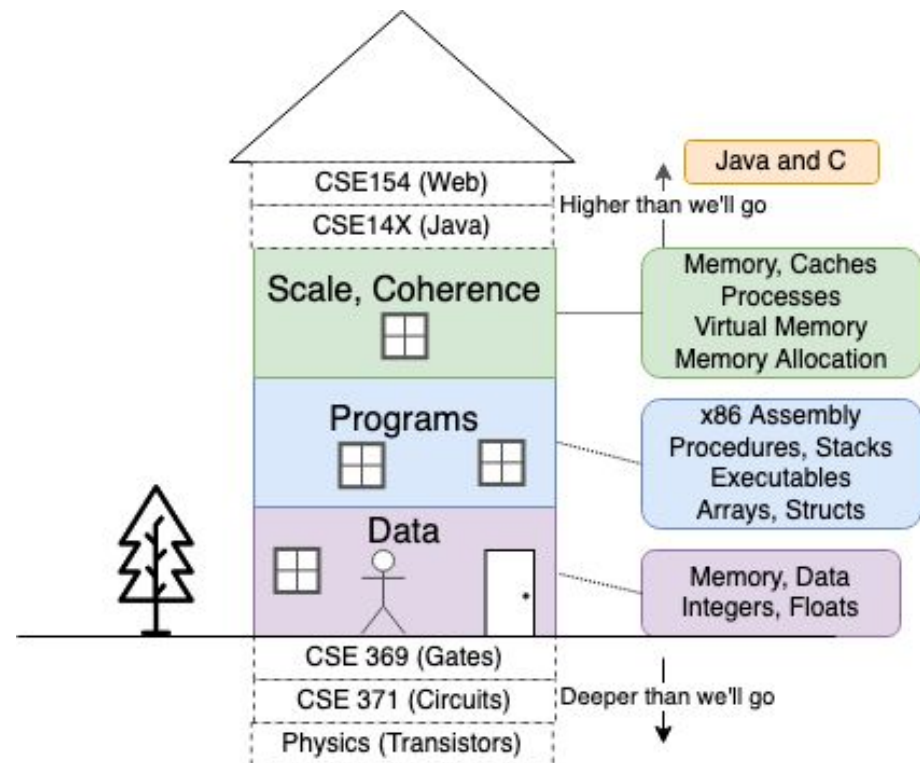 Java and C
CSE154 (Web)
Higher than we'll go
CSE14X (Java)
Scale, Coherence
Memory, Caches
Processes
Virtual Memory
Memory Allocation
Programs
x86 Assembly
Procedures, Stacks
Executables
Arrays, Structs
Data
Memory, Data
Integers, Floats
CSE 369 (Gates)
CSE 371 (Circuits)
Deeper than we'll go
Physics (Transistors)